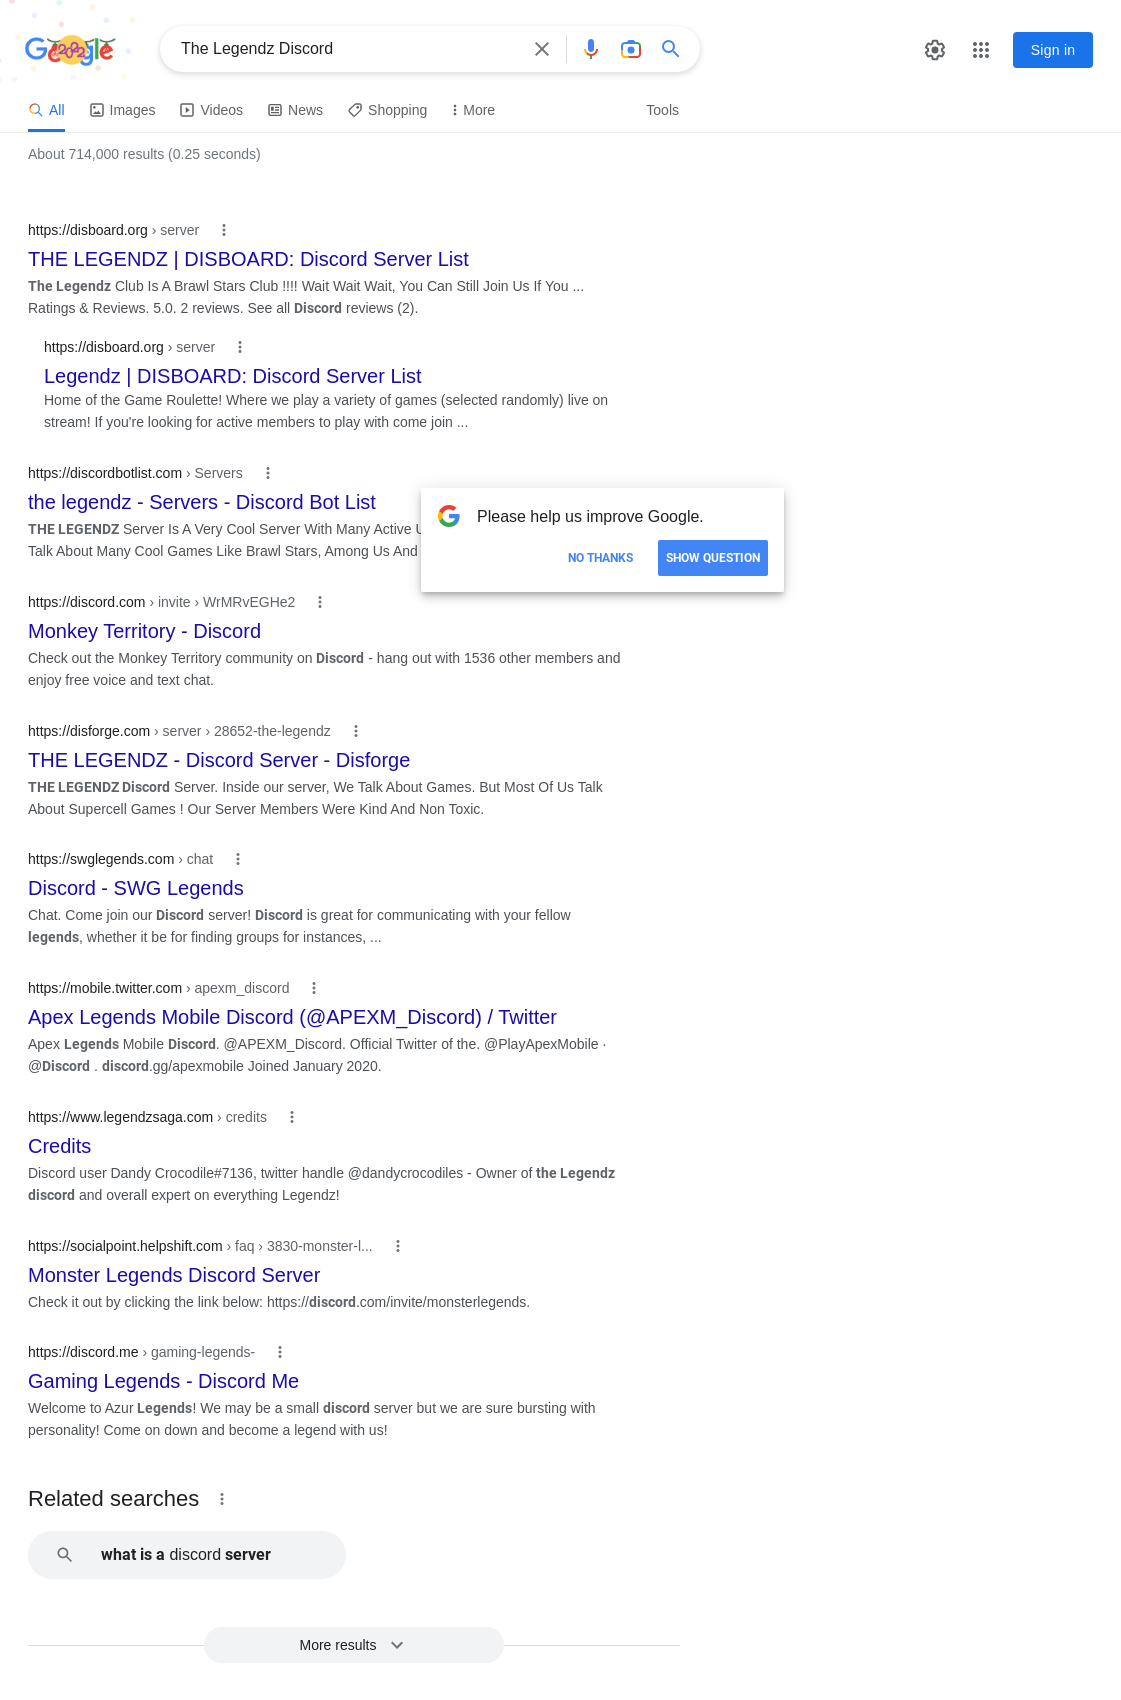 Google
The Legendz Discord
Sign in
All
Images
Videos
News
Shopping
More
Tools
About 714,000 results (0.25 seconds)
https://disboard.org › server
THE LEGENDZ | DISBOARD: Discord Server List
The Legendz Club Is A Brawl Stars Club !!!! Wait Wait Wait, You Can Still Join Us If You ...
Ratings & Reviews. 5.0. 2 reviews. See all Discord reviews (2).
https://disboard.org › server
Legendz | DISBOARD: Discord Server List
Home of the Game Roulette! Where we play a variety of games (selected randomly) live on
stream! If you're looking for active members to play with come join ...
https://discordbotlist.com › Servers
the legendz - Servers - Discord Bot List
THE LEGENDZ Server Is A Very Cool Server With Many Active
Talk About Many Cool Games Like Brawl Stars, Among Us And
Please help us improve Google.
NO THANKS
SHOW QUESTION
https://discord.com › invite › WrMRvEGHe2
Monkey Territory - Discord
Check out the Monkey Territory community on Discord - hang out with 1536 other members and
enjoy free voice and text chat.
https://disforge.com › server › 28652-the-legendz
THE LEGENDZ - Discord Server - Disforge
THE LEGENDZ Discord Server. Inside our server, We Talk About Games. But Most Of Us Talk
About Supercell Games ! Our Server Members Were Kind And Non Toxic.
https://swglegends.com › chat
Discord - SWG Legends
Chat. Come join our Discord server! Discord is great for communicating with your fellow
legends, whether it be for finding groups for instances, ...
https://mobile.twitter.com › apexm_discord
Apex Legends Mobile Discord (@APEXM_Discord) / Twitter
Apex Legends Mobile Discord. @APEXM_Discord. Official Twitter of the. @PlayApexMobile ·
@Discord . discord.gg/apexmobile Joined January 2020.
https://www.legendzsaga.com › credits
Credits
Discord user Dandy Crocodile#7136, twitter handle @dandycrocodiles - Owner of the Legendz
discord and overall expert on everything Legendz!
https://socialpoint.helpshift.com › faq › 3830-monster-l...
Monster Legends Discord Server
Check it out by clicking the link below: https://discord.com/invite/monsterlegends.
https://discord.me › gaming-legends-
Gaming Legends - Discord Me
Welcome to Azur Legends! We may be a small discord server but we are sure bursting with
personality! Come on down and become a legend with us!
Related searches
what is a discord server
More results